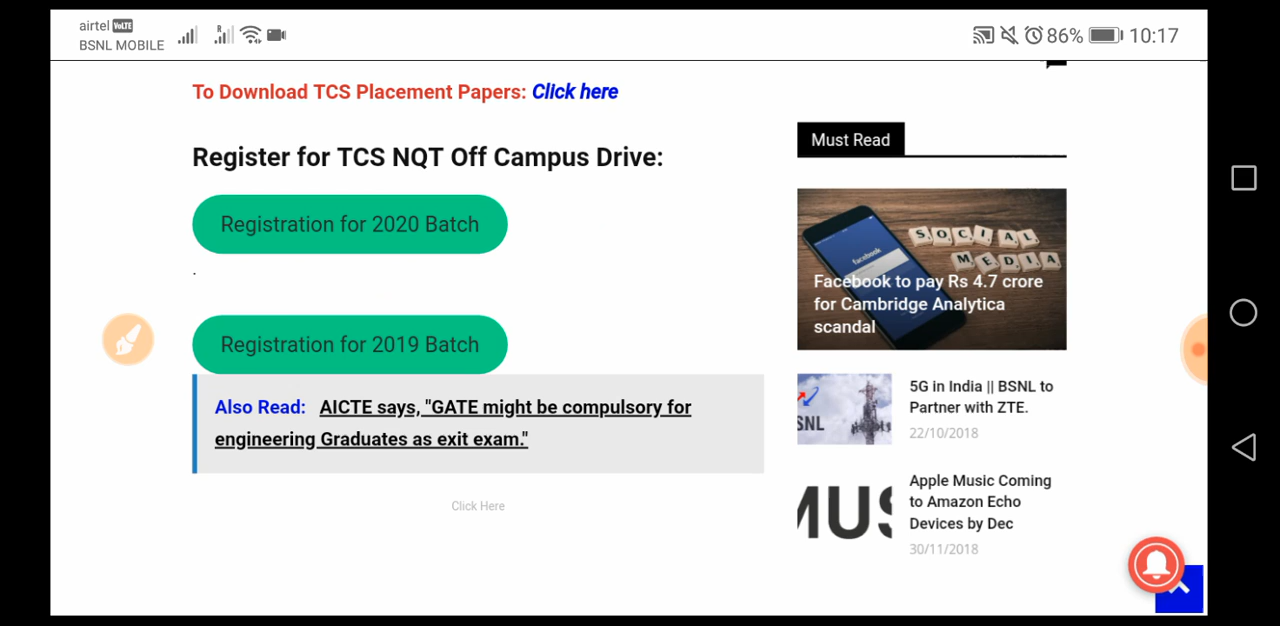 airtel VoLTE
BSNL MOBILE
R
86% 10:17
To Download TCS Placement Papers: Click here
Register for TCS NQT Off Campus Drive:
Registration for 2020 Batch
.
Registration for 2019 Batch
Also Read: AICTE says, "GATE might be compulsory for
engineering Graduates as exit exam."
Click Here
Must Read
facebook
SOCIAL
MEDIA
Facebook to pay Rs 4.7 crore
for Cambridge Analytica
scandal
SNL
5G in India || BSNL to
Partner with ZTE.
22/10/2018
MUS
Apple Music Coming
to Amazon Echo
Devices by Dec
30/11/2018